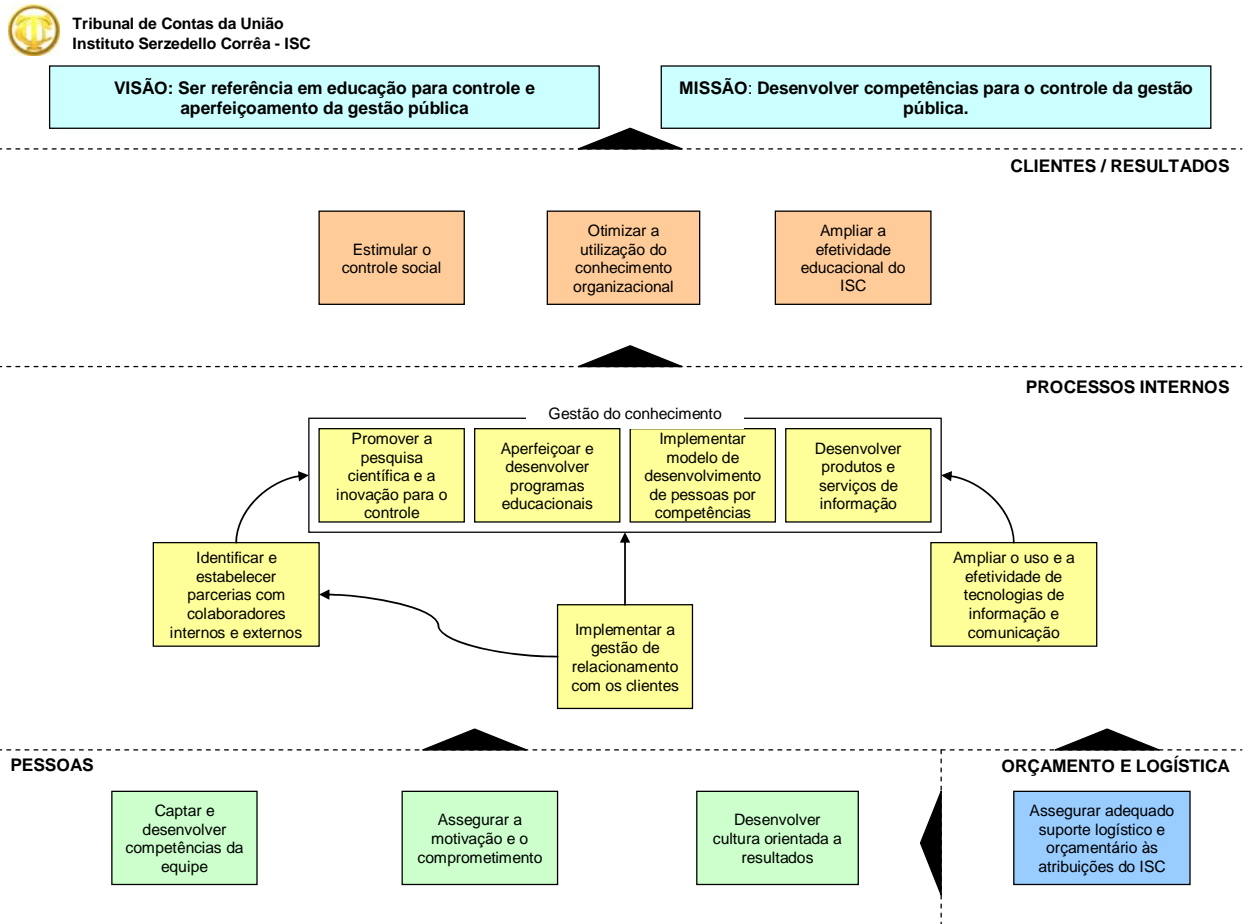 Tribunal de Contas da União
Instituto Serzedello Corrêa - ISC
VISÃO: Ser referência em educação para controle e
aperfeiçoamento da gestão pública
MISSÃO: Desenvolver competências para o controle da gestão
pública.
CLIENTES / RESULTADOS
Estimular o
controle social
Otimizar a
utilização do
conhecimento
organizacional
Ampliar a
efetividade
educacional do
ISC
PROCESSOS INTERNOS
Gestão do conhecimento
Promover a
pesquisa
científica e a
inovação para o
controle
Aperfeiçoar e
desenvolver
programas
educacionais
Implementar
modelo de
desenvolvimento
de pessoas por
competências
Desenvolver
produtos e
serviços de
informação
Identificar e
estabelecer
parcerias com
colaboradores
internos e externos
Implementar a
gestão de
relacionamento
com os clientes
Ampliar o uso e a
efetividade de
tecnologias de
informação e
comunicação
PESSOAS
ORÇAMENTO E LOGÍSTICA
Captar e
desenvolver
competências da
equipe
Assegurar a
motivação e o
comprometimento
Desenvolver
cultura orientada a
resultados
Assegurar adequado
suporte logístico e
orçamentário às
atribuições do ISC